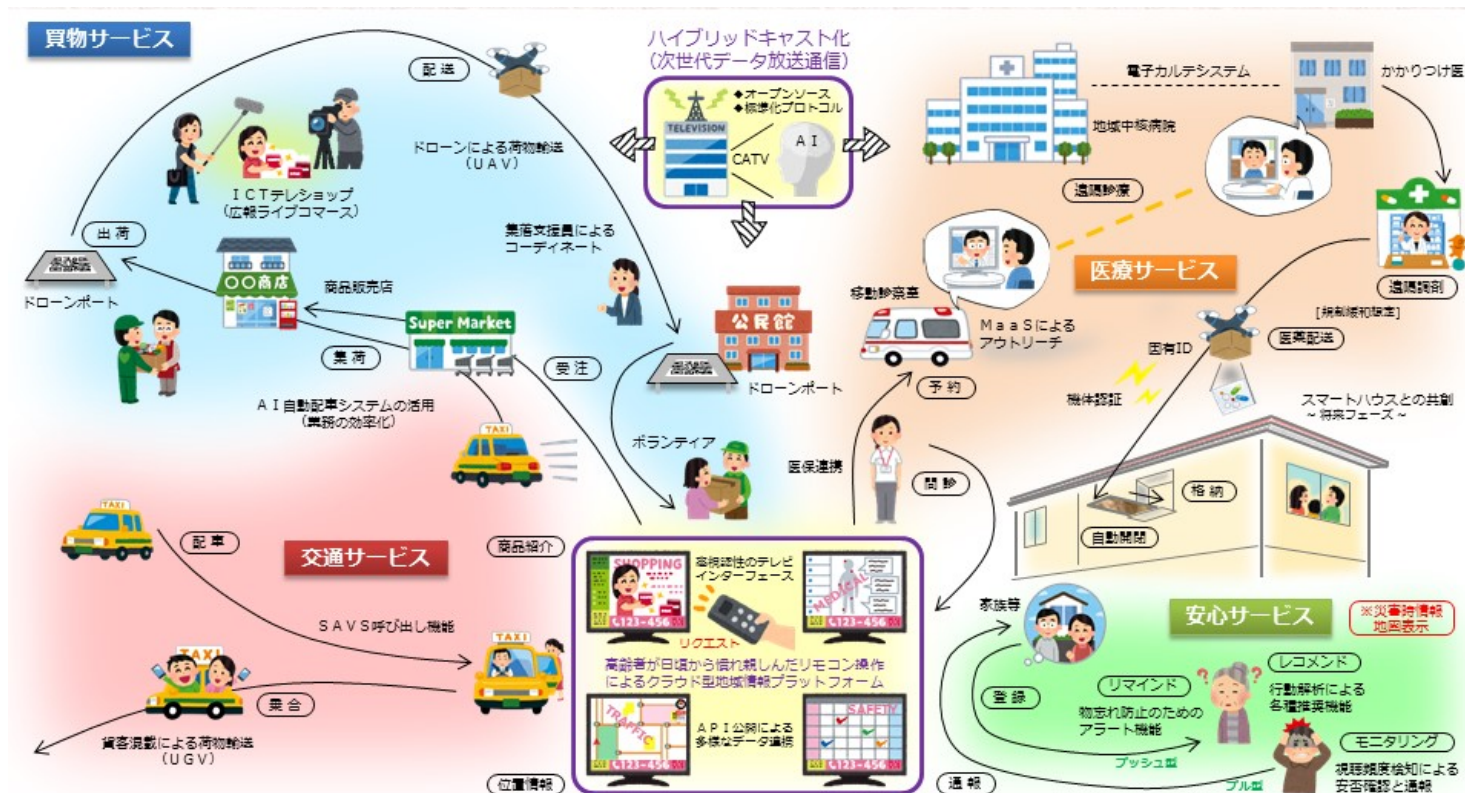 買物サービス
配送
ドローンによる荷物輸送
(UAV)
ICTテレショップ
(広報ライブコマース)
出荷
ドローンポート
〇〇商店
商品販売店
集荷
Super Market
受注
集落支援員による
コーディネート
公民館
ドローンポート
AI自動配車システムの活用
(業務の効率化)
TAXI
ボランティア
ハイブリッドキャスト化
(次世代データ放送通信)
◆オープンソース
◆標準化プロトコル
TELEVISION
CATV
AI
電子カルテシステム
かかりつけ医
地域中核病院
遠隔診療
医療サービス
遠隔調剤
[規制緩和想定]
移動診察車
MaaSによる
アウトリーチ
予約
医薬配送
固有ID
機体認証
スマートハウスとの共創
~将来フェーズ~
医保連携
問診
格納
自動開閉
交通サービス
TAXI
配車
SAVS呼び出し機能
TAXI
TAXI
乗合
貨客混載による荷物輸送
(UGV)
商品紹介
SHOPPING
123-456
高視認性のテレビ
インターフェース
リクエスト
MEDICAL
123-456
高齢者が日頃から慣れ親しんだリモコン操作
によるクラウド型地域情報プラットフォーム
TRAFFIC
123-456
API公開による
多様なデータ連携
SAFETY
123-456
位置情報
通報
安心サービス
※災害時情報
地図表示
家族等
登録
リマインド
物忘れ防止のための
アラート機能
プッシュ型
レコメンド
行動解析による
各種推奨機能
モニタリング
視聴頻度検知による
安否確認と通報
プル型